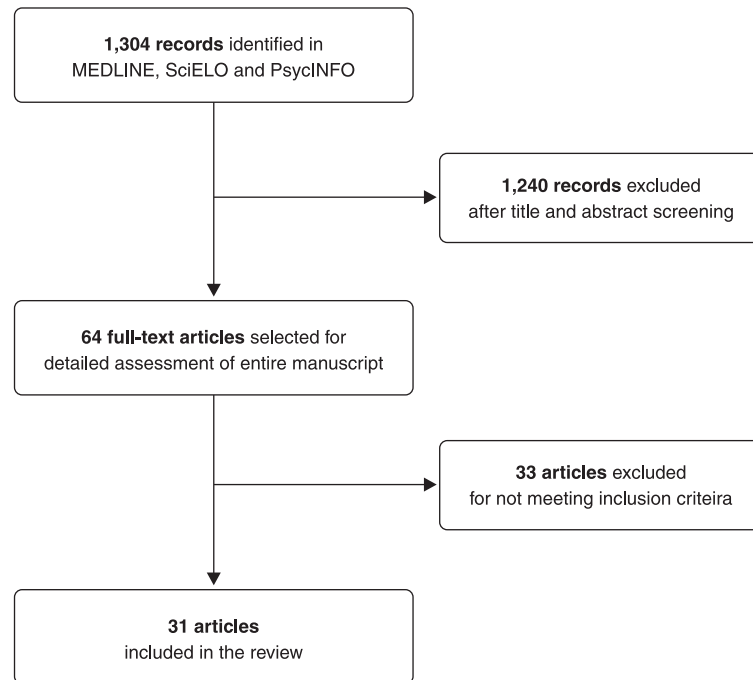 1,304 records identified in
MEDLINE, SciELO and PsycINFO
1,240 records excluded
after title and abstract screening
64 full-text articles selected for
detailed assessment of entire manuscript
33 articles excluded
for not meeting inclusion criteira
31 articles
included in the review